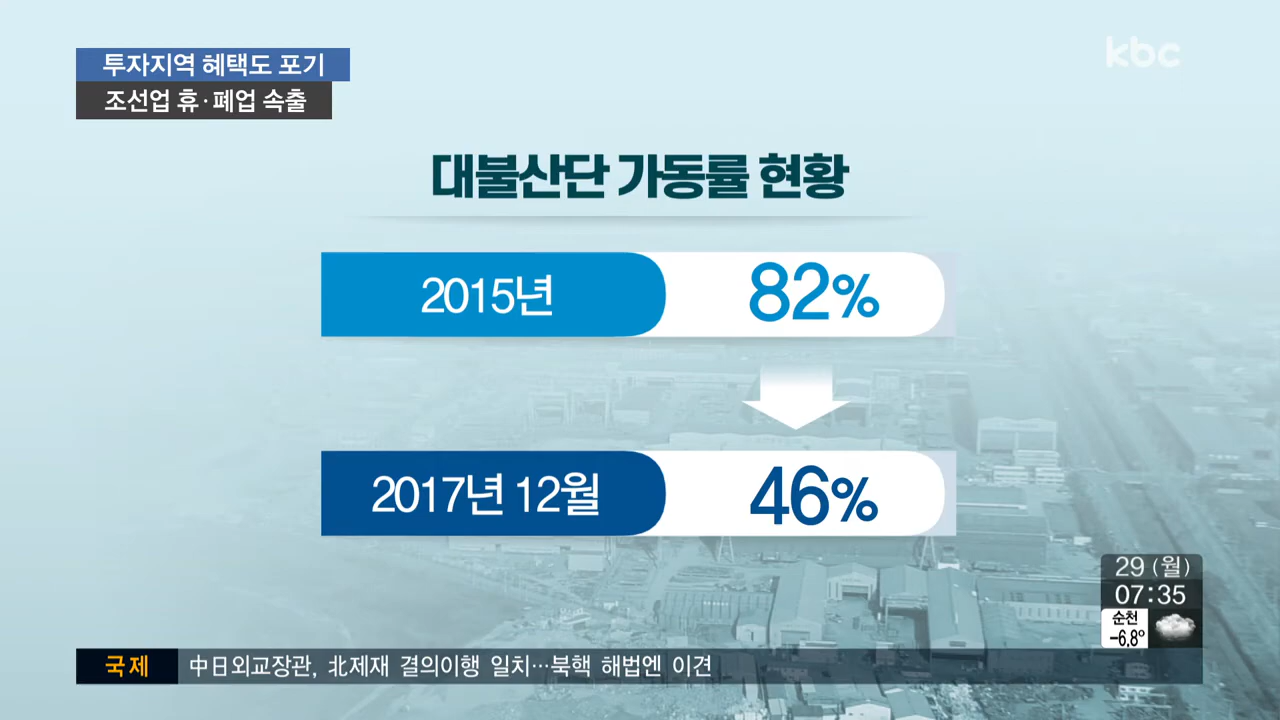 투자지역 혜택도 포기
조선업 휴·폐업 속출
kbc
대불산단 가동률 현황
2015년 82%
2017년 12월 46%
29 (월)
07:35
순천
-6.8º
국제 中日외교장관, 北제재 결의이행 일치…북핵 해법엔 이견